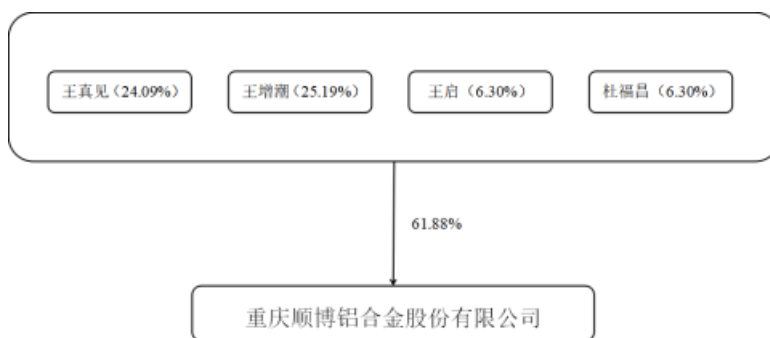 王真见（24.09%） 王增潮（25.19%） 王启（6.30%） 杜福昌（6.30%）
61.88%
重庆顺博铝合金股份有限公司